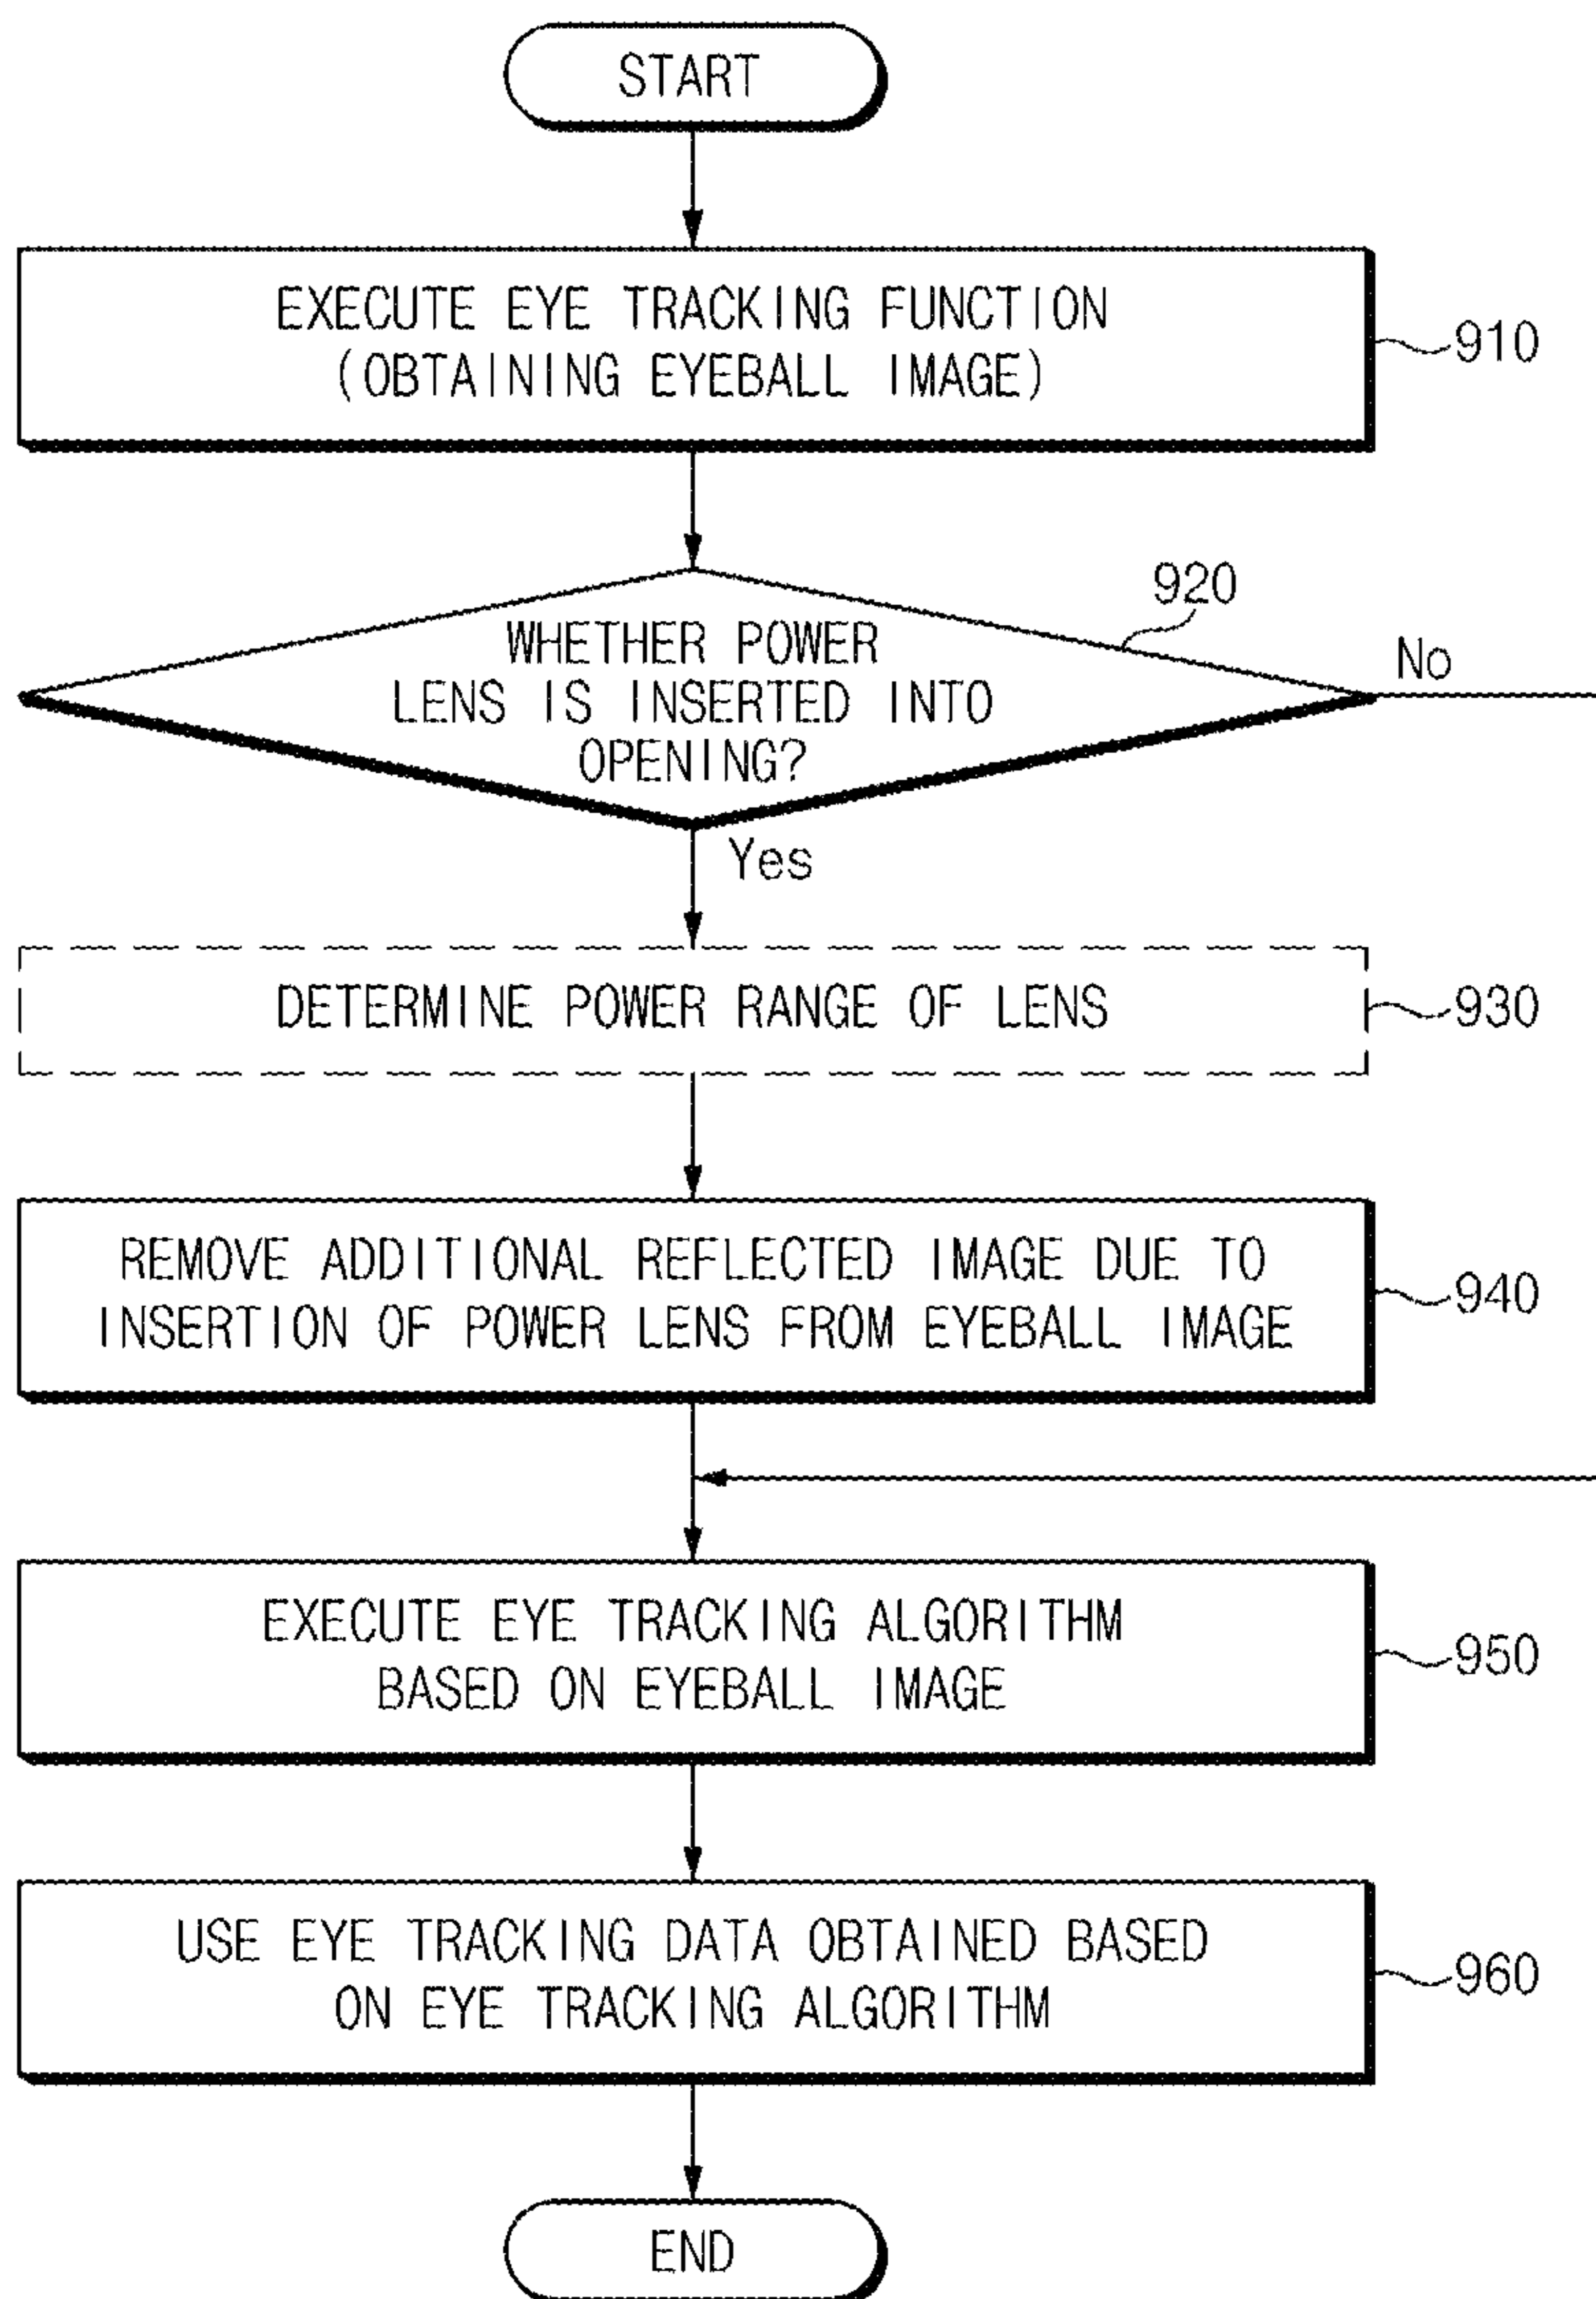 START
EXECUTE EYE TRACKING FUNCTION
(OBTAINING EYEBALL IMAGE)
910
920
WHETHER POWER
LENS IS INSERTED INTO
OPENING?
No
Yes
DETERMINE POWER RANGE OF LENS
930
REMOVE ADDITIONAL REFLECTED IMAGE DUE TO
INSERTION OF POWER LENS FROM EYEBALL IMAGE
940
EXECUTE EYE TRACKING ALGORITHM
BASED ON EYEBALL IMAGE
950
USE EYE TRACKING DATA OBTAINED BASED
ON EYE TRACKING ALGORITHM
960
END